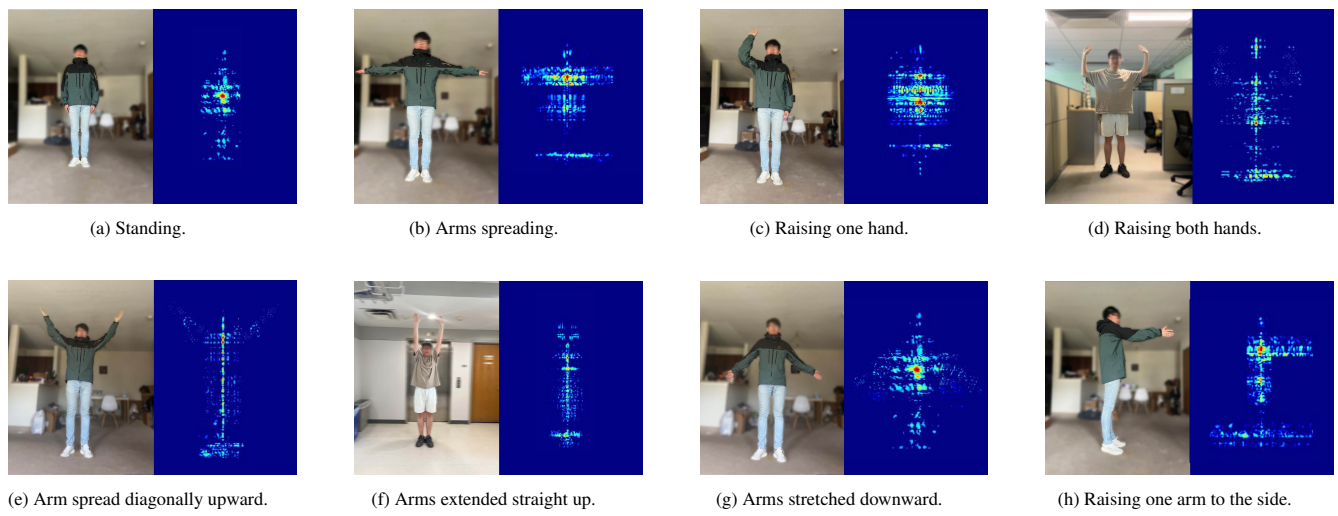 (a) Standing.
(b) Arms spreading.
(c) Raising one hand.
(d) Raising both hands.
(e) Arm spread diagonally upward.
(f) Arms extended straight up.
(g) Arms stretched downward.
(h) Raising one arm to the side.